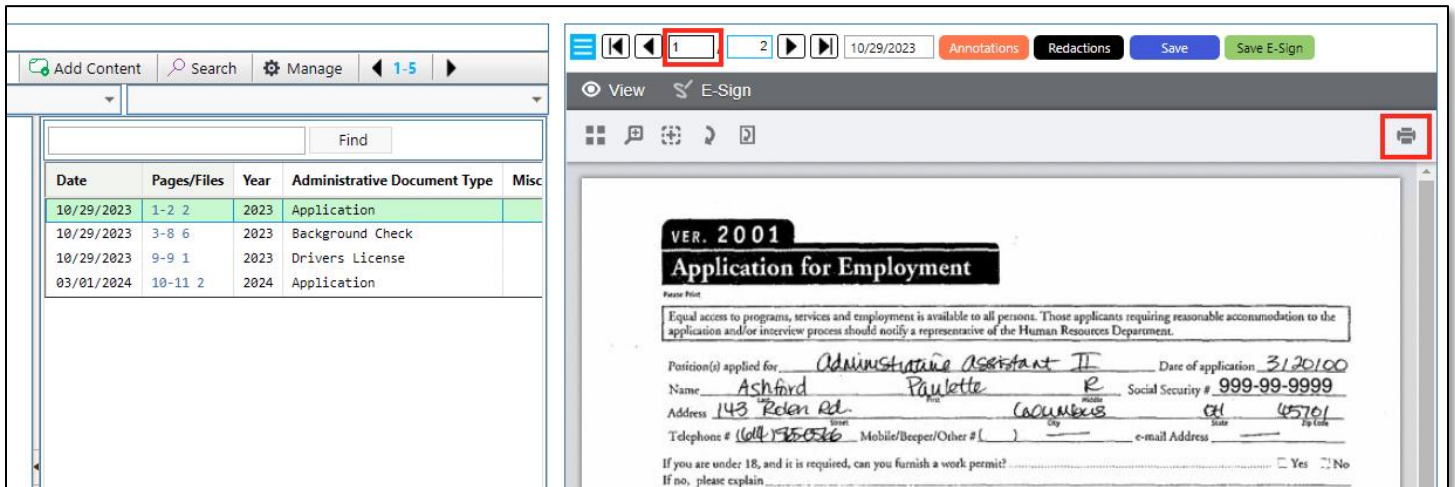 1 / 2 10/29/2023 Annotations Redactions Save Save E-Sign
Add Content Search Manage 1-5
View E-Sign
Find
Date Pages/Files Year Administrative Document Type Misc
10/29/2023 1-2 2 2023 Application
10/29/2023 3-8 6 2023 Background Check
10/29/2023 9-9 1 2023 Drivers License
03/01/2024 10-11 2 2024 Application
VER. 2001
Application for Employment
Please Print
Equal access to programs, services and employment is available to all persons. Those applicants requiring reasonable accommodation to the
application and/or interview process should notify a representative of the Human Resources Department.
Position(s) applied for Administrative Assistant II Date of application 3/20/00
Name Ashford Paulette R Social Security # 999-99-9999
Last First Middle
Address 143 Rd. OH 45701
Street City State Zip Code
Telephone # (614) Mobile/Beeper/Other # ( ) — e-mail Address —
If you are under 18, and it is required, can you furnish a work permit? Yes No
If no, please explain